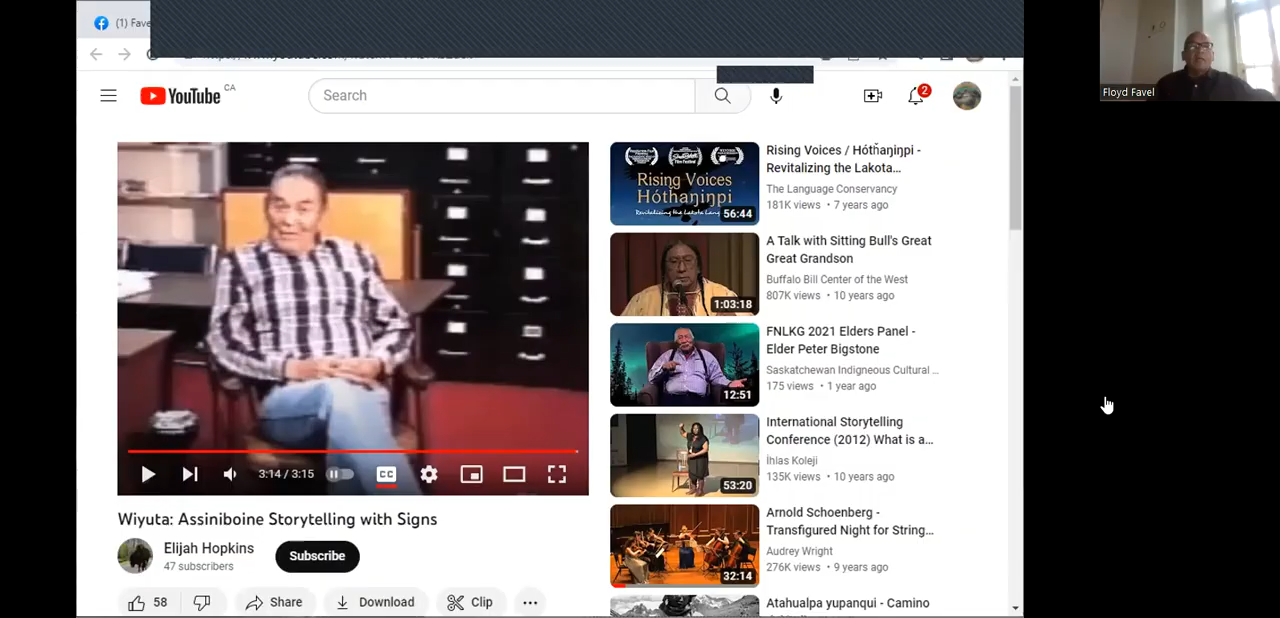 (1) Fave
YouTube CA
Search
2
Floyd Favel
3:14 / 3:15
CC
Wiyuta: Assiniboine Storytelling with Signs
Elijah Hopkins
47 subscribers
Subscribe
58
Share
Download
Clip
Rising Voices
Hótȟaŋiŋpi
56:44
Rising Voices / Hótȟaŋiŋpi -
Revitalizing the Lakota...
The Language Conservancy
181K views • 7 years ago
1:03:18
A Talk with Sitting Bull's Great
Great Grandson
Buffalo Bill Center of the West
807K views • 10 years ago
12:51
FNLKG 2021 Elders Panel -
Elder Peter Bigstone
Saskatchewan Indigneous Cultural ...
175 views • 1 year ago
53:20
International Storytelling
Conference (2012) What is a...
İhlas Koleji
135K views • 10 years ago
32:14
Arnold Schoenberg -
Transfigured Night for String...
Audrey Wright
276K views • 9 years ago
Atahualpa yupanqui - Camino